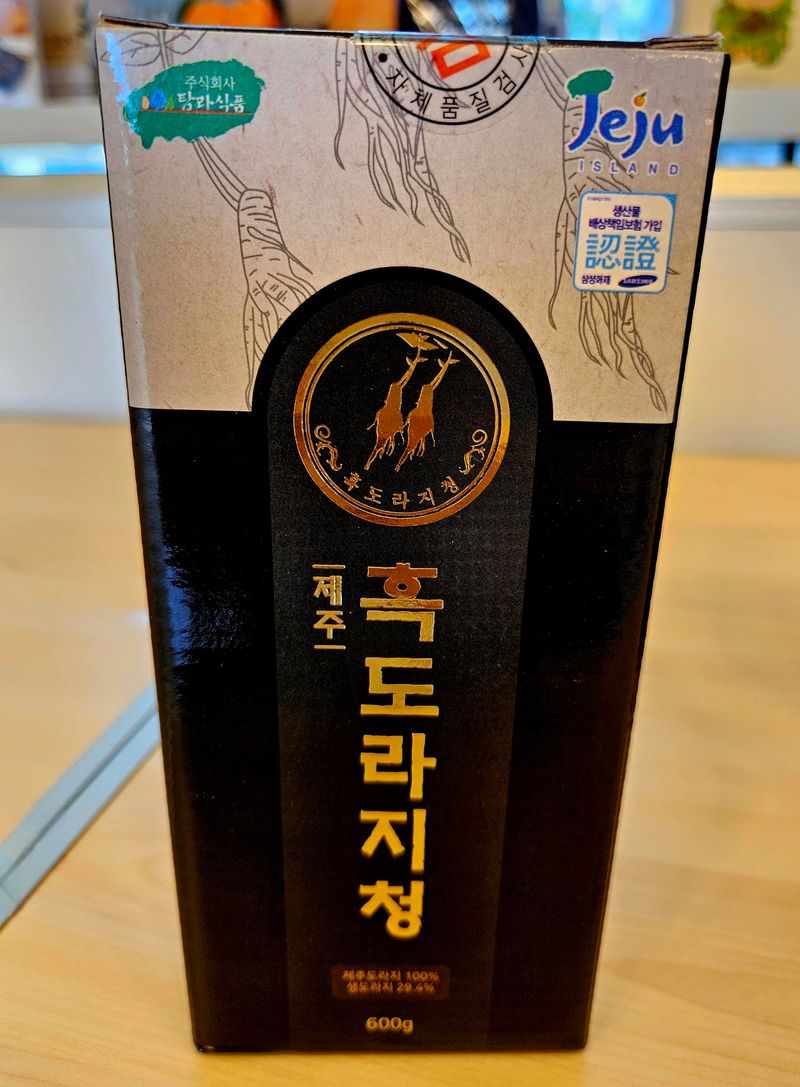 주식회사
탐라식품
자체품질검사
Jeju
ISLAND
생산물
배상책임보험 가입
認證
삼성화재 SAMSUNG
흑도라지청
제주
흑도라지청
제주도라지 100%
생도라지 29.4%
600g